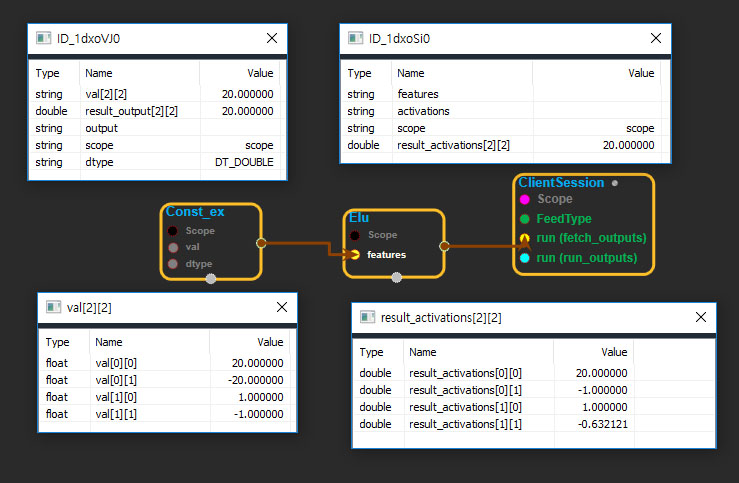 ID_1dxoVJ0
Type Name Value
string val[2][2] 20.000000
double result_output[2][2] 20.000000
string output
string scope scope
string dtype DT_DOUBLE
ID_1dxoSi0
Type Name Value
string features
string activations
string scope scope
double result_activations[2][2] 20.000000
Const_ex
Scope
val
dtype
Elu
Scope
features
ClientSession
Scope
FeedType
run (fetch_outputs)
run (run_outputs)
val[2][2]
Type Name Value
float val[0][0] 20.000000
float val[0][1] -20.000000
float val[1][0] 1.000000
float val[1][1] -1.000000
result_activations[2][2]
Type Name Value
double result_activations[0][0] 20.000000
double result_activations[0][1] -1.000000
double result_activations[1][0] 1.000000
double result_activations[1][1] -0.632121